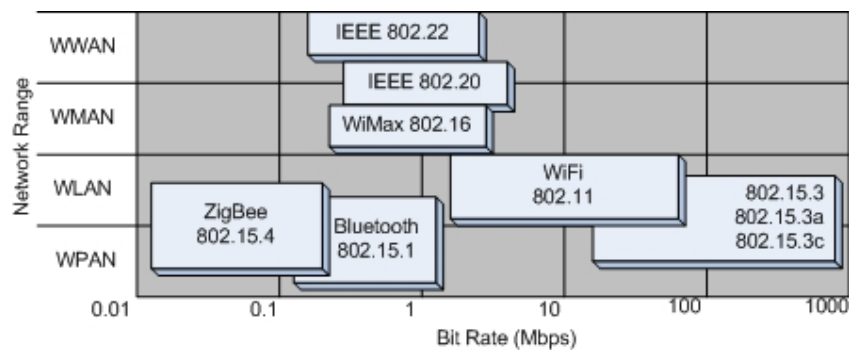 Network Range
WWAN
WMAN
WLAN
WPAN
IEEE 802.22
IEEE 802.20
WiMax 802.16
WiFi
802.11
802.15.3
802.15.3a
802.15.3c
ZigBee
802.15.4
Bluetooth
802.15.1
0.01
0.1
1
10
100
1000
Bit Rate (Mbps)